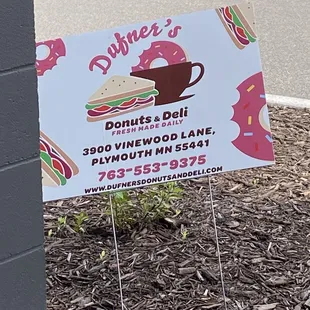 Dufner's
Donuts & Deli
FRESH MADE DAILY
3900 VINEWOOD LANE,
PLYMOUTH MN 55441
763-553-9375
WWW.DUFNERSDONUTSANDDELI.COM